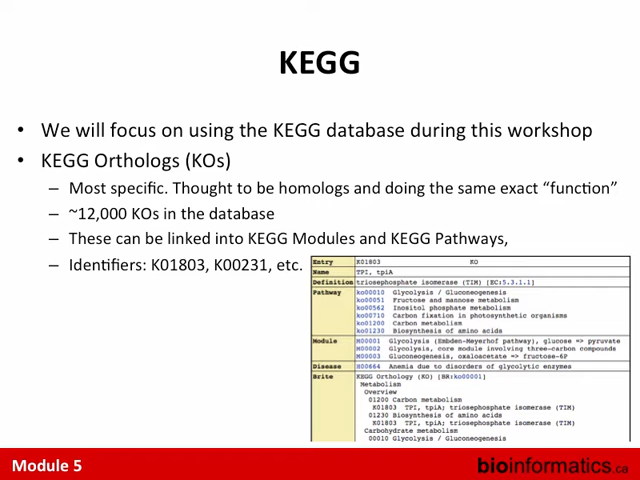 KEGG
• We will focus on using the KEGG database during this workshop
• KEGG Orthologs (KOs)
– Most specific. Thought to be homologs and doing the same exact “function”
– ~12,000 KOs in the database
– These can be linked into KEGG Modules and KEGG Pathways,
– Identifiers: K01803, K00231, etc.
Entry K01803 KO
Name TPI, tpiA
Definition triosephosphate isomerase (TIM) [EC:5.3.1.1]
Pathway ko00010 Glycolysis / Gluconeogenesis
ko00051 Fructose and mannose metabolism
ko00562 Inositol phosphate metabolism
ko00710 Carbon fixation in photosynthetic organisms
ko01200 Carbon metabolism
ko01230 Biosynthesis of amino acids
Module M00001 Glycolysis (Embden-Meyerhof pathway), glucose => pyruvate
M00002 Glycolysis, core module involving three-carbon compounds
M00003 Gluconeogenesis, oxaloacetate => fructose-6P
Disease H00664 Anemia due to disorders of glycolytic enzymes
Brite KEGG Orthology (KO) [BR:ko00001]
Metabolism
Overview
01200 Carbon metabolism
K01803 TPI, tpiA; triosephosphate isomerase (TIM)
01230 Biosynthesis of amino acids
K01803 TPI, tpiA; triosephosphate isomerase (TIM)
Carbohydrate metabolism
00010 Glycolysis / Gluconeogenesis
Module 5
bioinformatics.ca